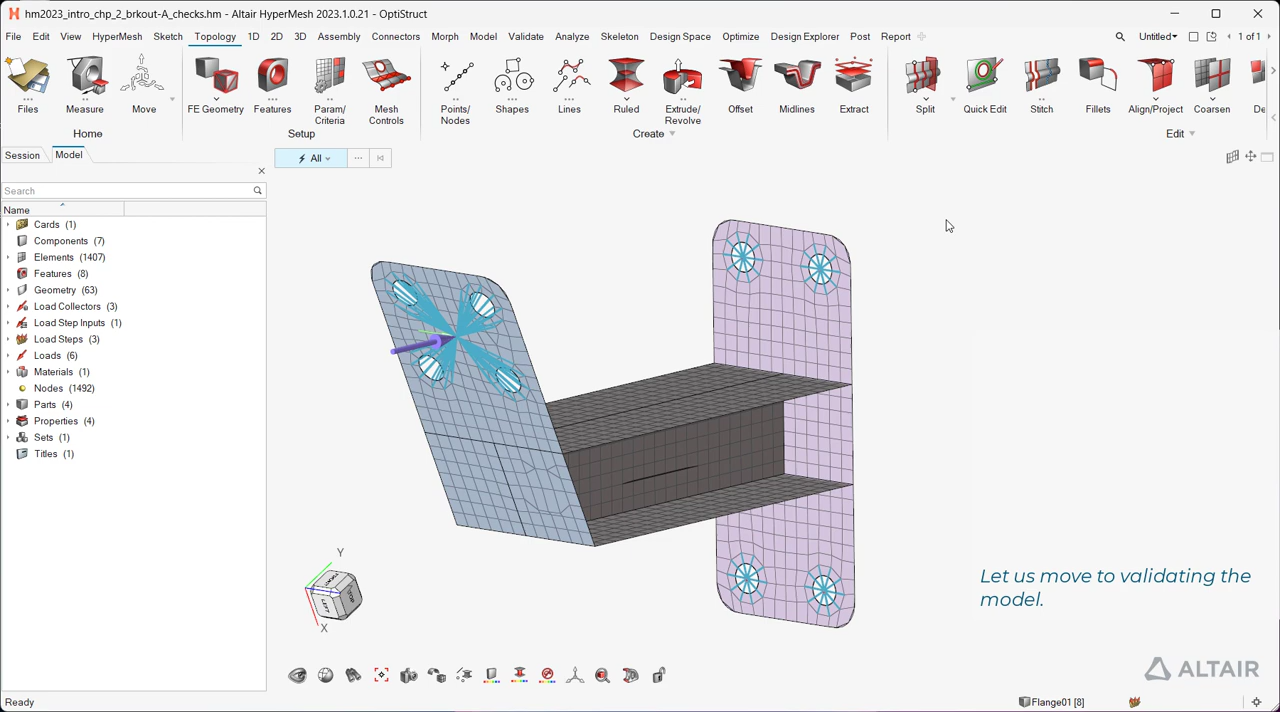 hm2023_intro_chp_2_brkout-A_checks.hm - Altair HyperMesh 2023.1.0.21 - OptiStruct
File Edit View HyperMesh Sketch Topology 1D 2D 3D Assembly Connectors Morph Model Validate Analyze Skeleton Design Space Optimize Design Explorer Post Report Untitled 1 of 1
Files Measure Move FE Geometry Features Param/ Criteria Mesh Controls Points/ Nodes Shapes Lines Ruled Extrude/ Revolve Offset Midlines Extract Split Quick Edit Stitch Fillets Align/Project Coarsen De
Home Setup Create Edit
Session Model
All
Search
Name
Cards (1)
Components (7)
Elements (1407)
Features (8)
Geometry (63)
Load Collectors (3)
Load Step Inputs (1)
Load Steps (3)
Loads (6)
Materials (1)
Nodes (1492)
Parts (4)
Properties (4)
Sets (1)
Titles (1)
Let us move to validating the
model.
Y
X
LEFT
ALTAIR
Ready
Flange01 [8]